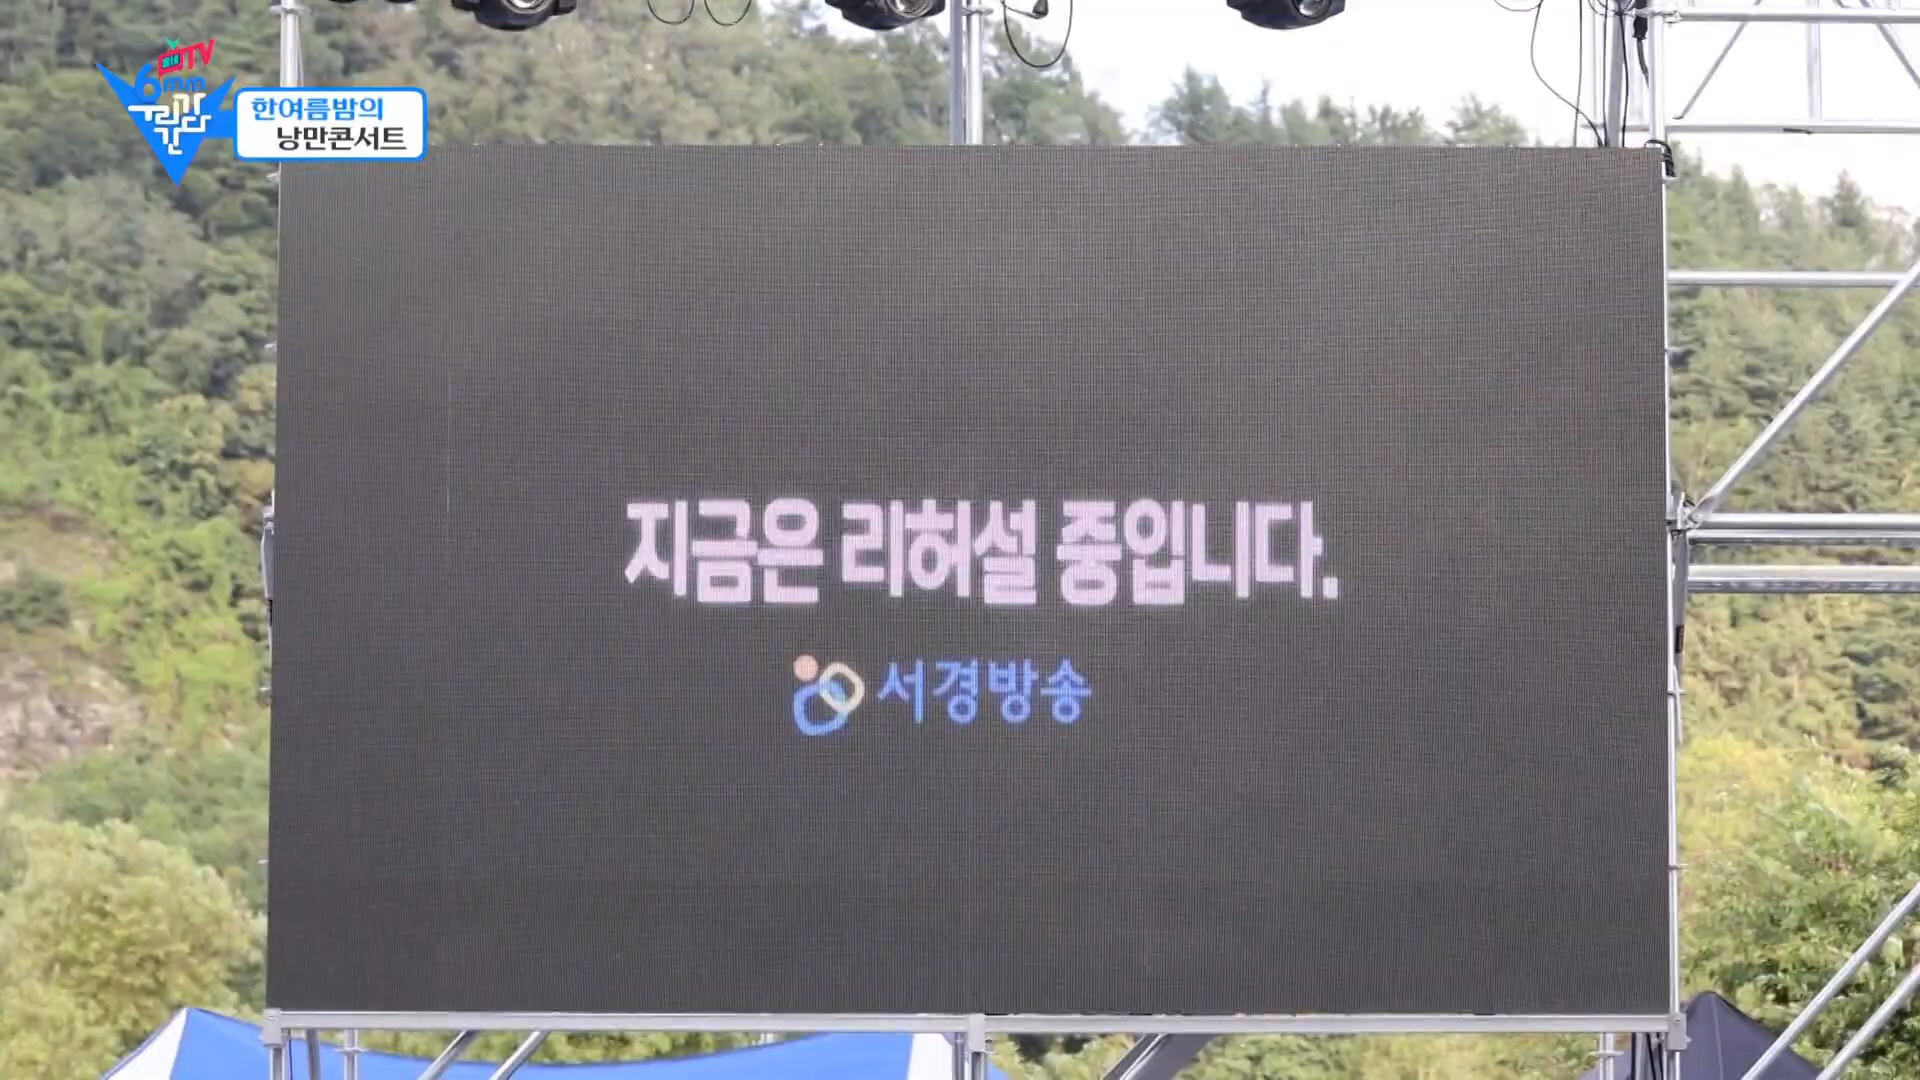 6mm
한여름밤의
낭만콘서트
지금은 리허설 중입니다.
서경방송